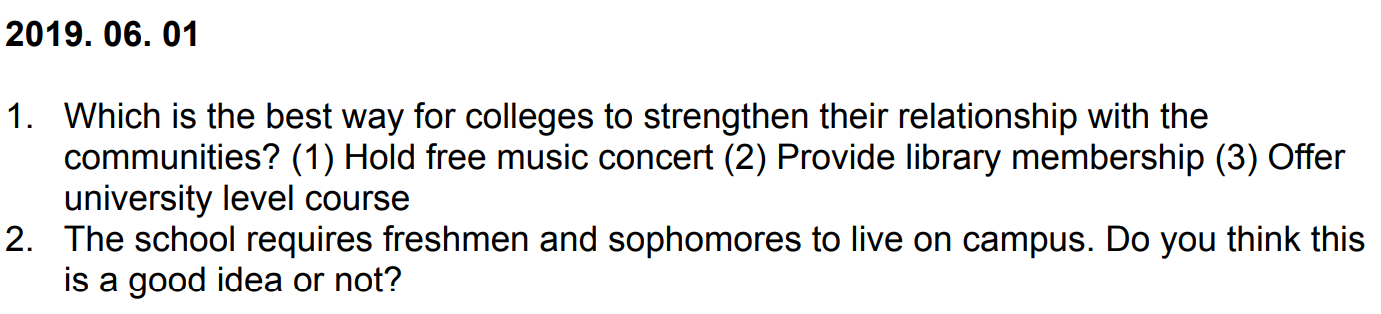 2019. 06. 01
1. Which is the best way for colleges to strengthen their relationship with the
communities? (1) Hold free music concert (2) Provide library membership (3) Offer
university level course
2. The school requires freshmen and sophomores to live on campus. Do you think this
is a good idea or not?